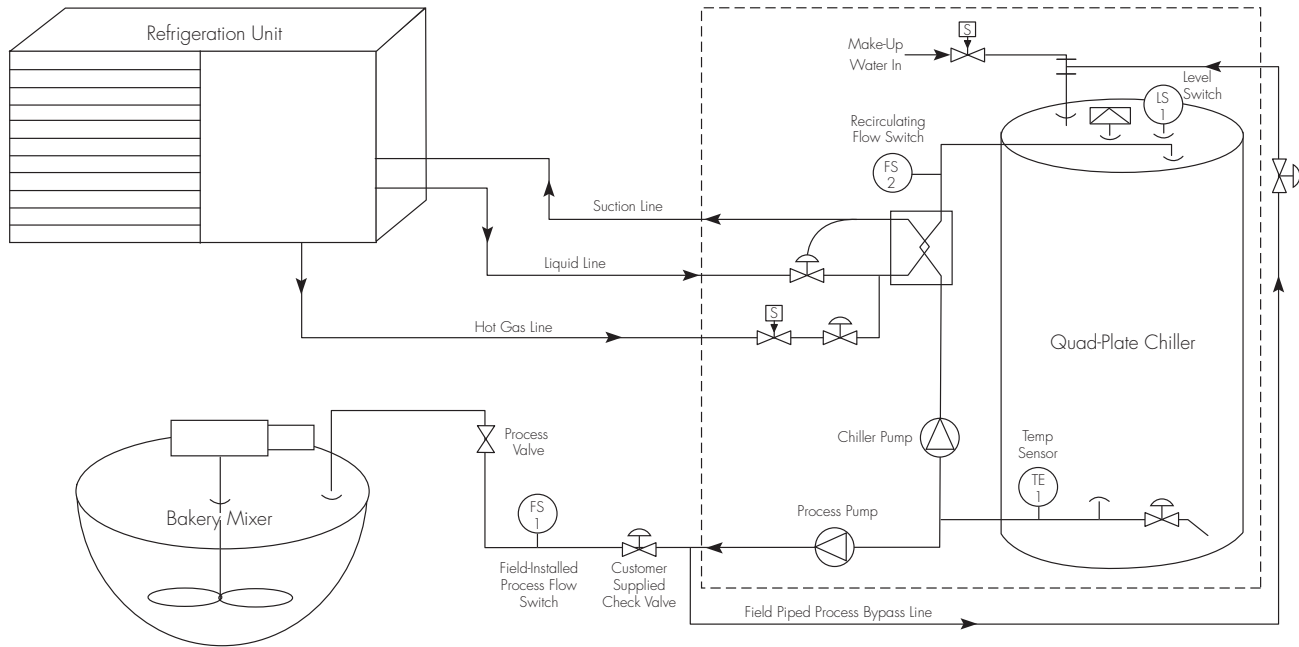 Refrigeration Unit
S
Make-Up
Water In
Level
Switch
LS
1
Recirculating
Flow Switch
FS
2
Suction Line
Liquid Line
S
Hot Gas Line
Quad-Plate Chiller
Chiller Pump
Temp
Sensor
TE
1
Process
Valve
FS
1
Process Pump
Bakery Mixer
Field-Installed
Process Flow
Switch
Customer
Supplied
Check Valve
Field Piped Process Bypass Line